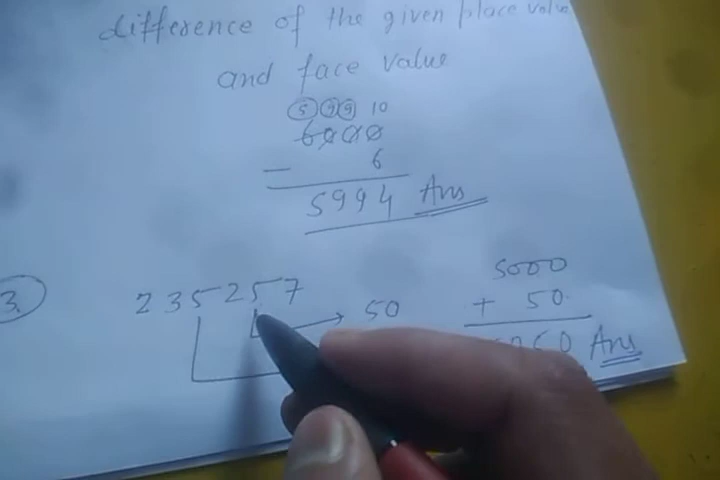 difference of the given place value
and face value
5 9 9 10
6000
- 6
5994 Ans
3. 235257
50
5000
+ 50
5050 Ans